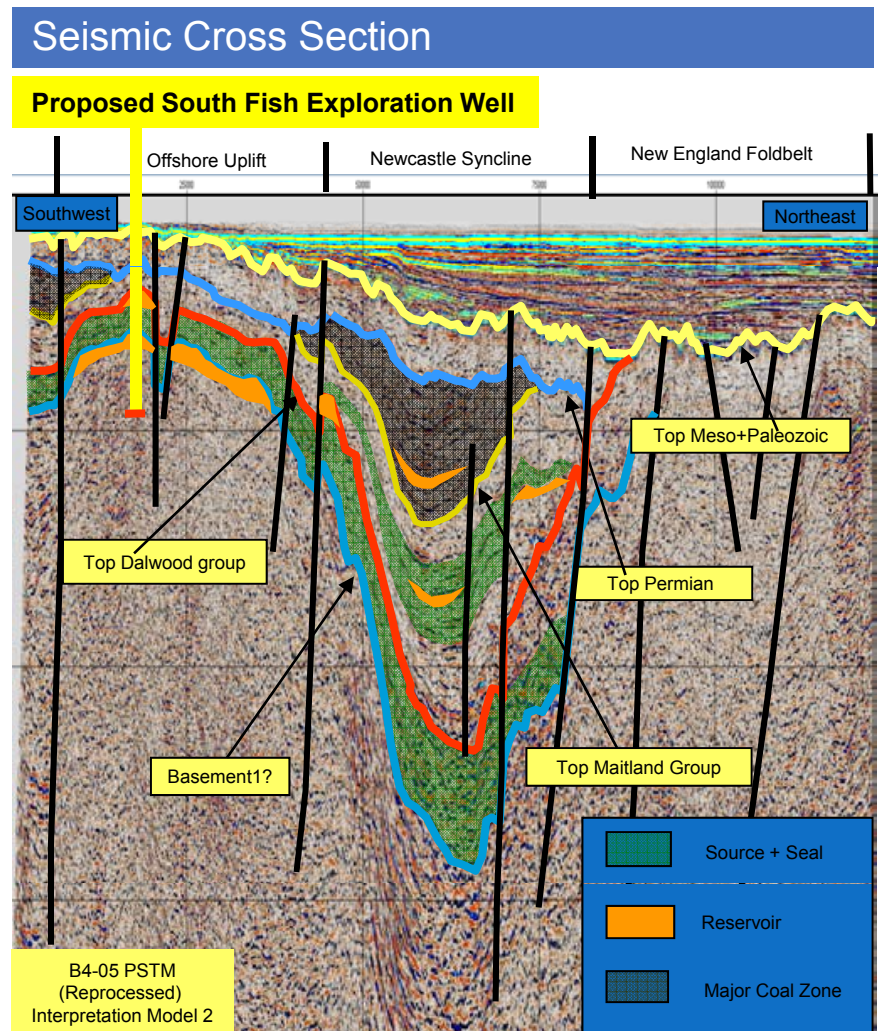 Seismic Cross Section
Proposed South Fish Exploration Well
Offshore Uplift
Newcastle Syncline
New England Foldbelt
2500
5000
7500
10000
Southwest
Northeast
Top Meso+Paleozoic
Top Dalwood group
Top Permian
Basement1?
Top Maitland Group
Source + Seal
Reservoir
Major Coal Zone
B4-05 PSTM
(Reprocessed)
Interpretation Model 2